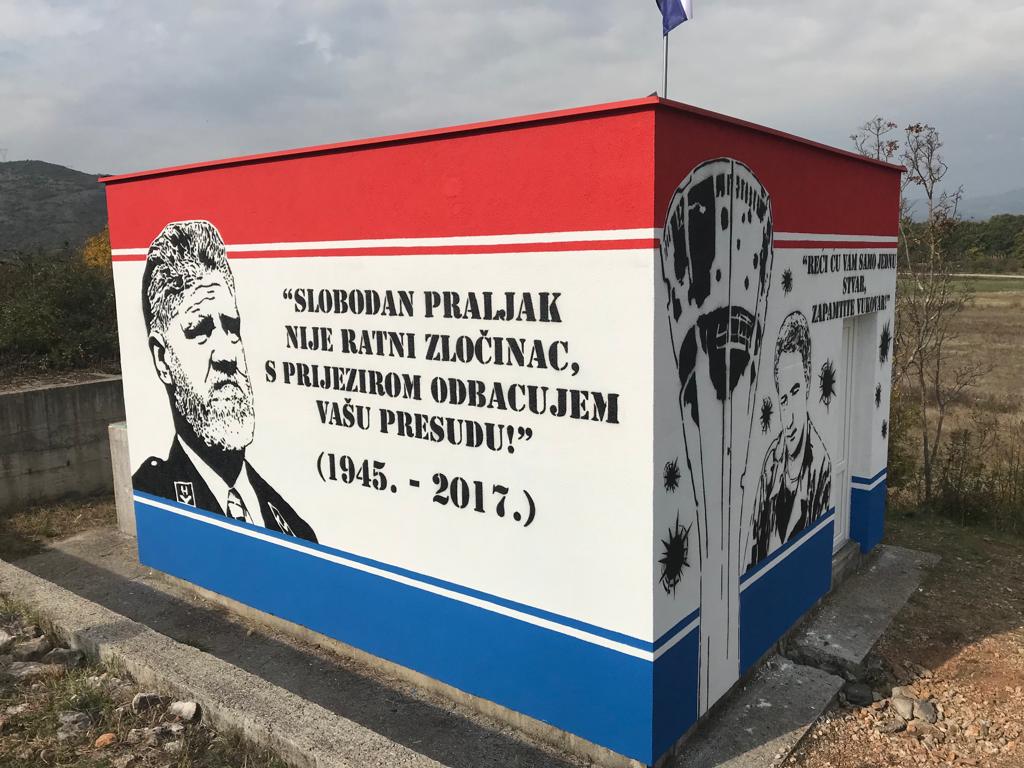 “SLOBODAN PRALJAK
NIJE RATNI ZLOČINAC,
S PRIJEZIROM ODBACUJEM
VAŠU PRESUDU!”
(1945. - 2017.)
“REĆI ĆU VAM SAMO JEDNU
STVAR,
ZAPAMTITE VUKOVAR!”